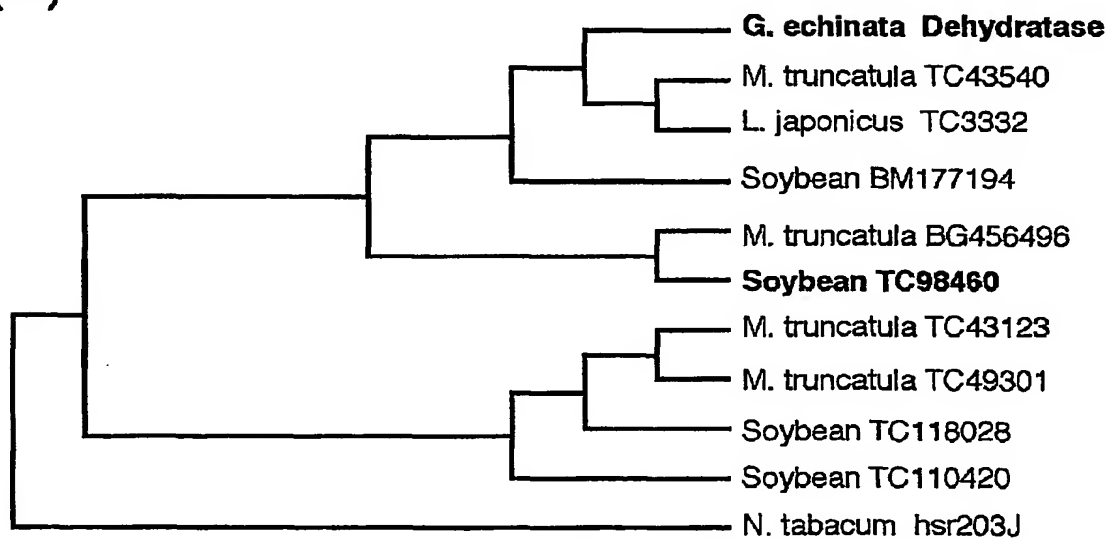 G. echinata Dehydratase
M. truncatula TC43540
L. japonicus TC3332
Soybean BM177194
M. truncatula BG456496
Soybean TC98460
M. truncatula TC43123
M. truncatula TC49301
Soybean TC118028
Soybean TC110420
N. tabacum hsr203J